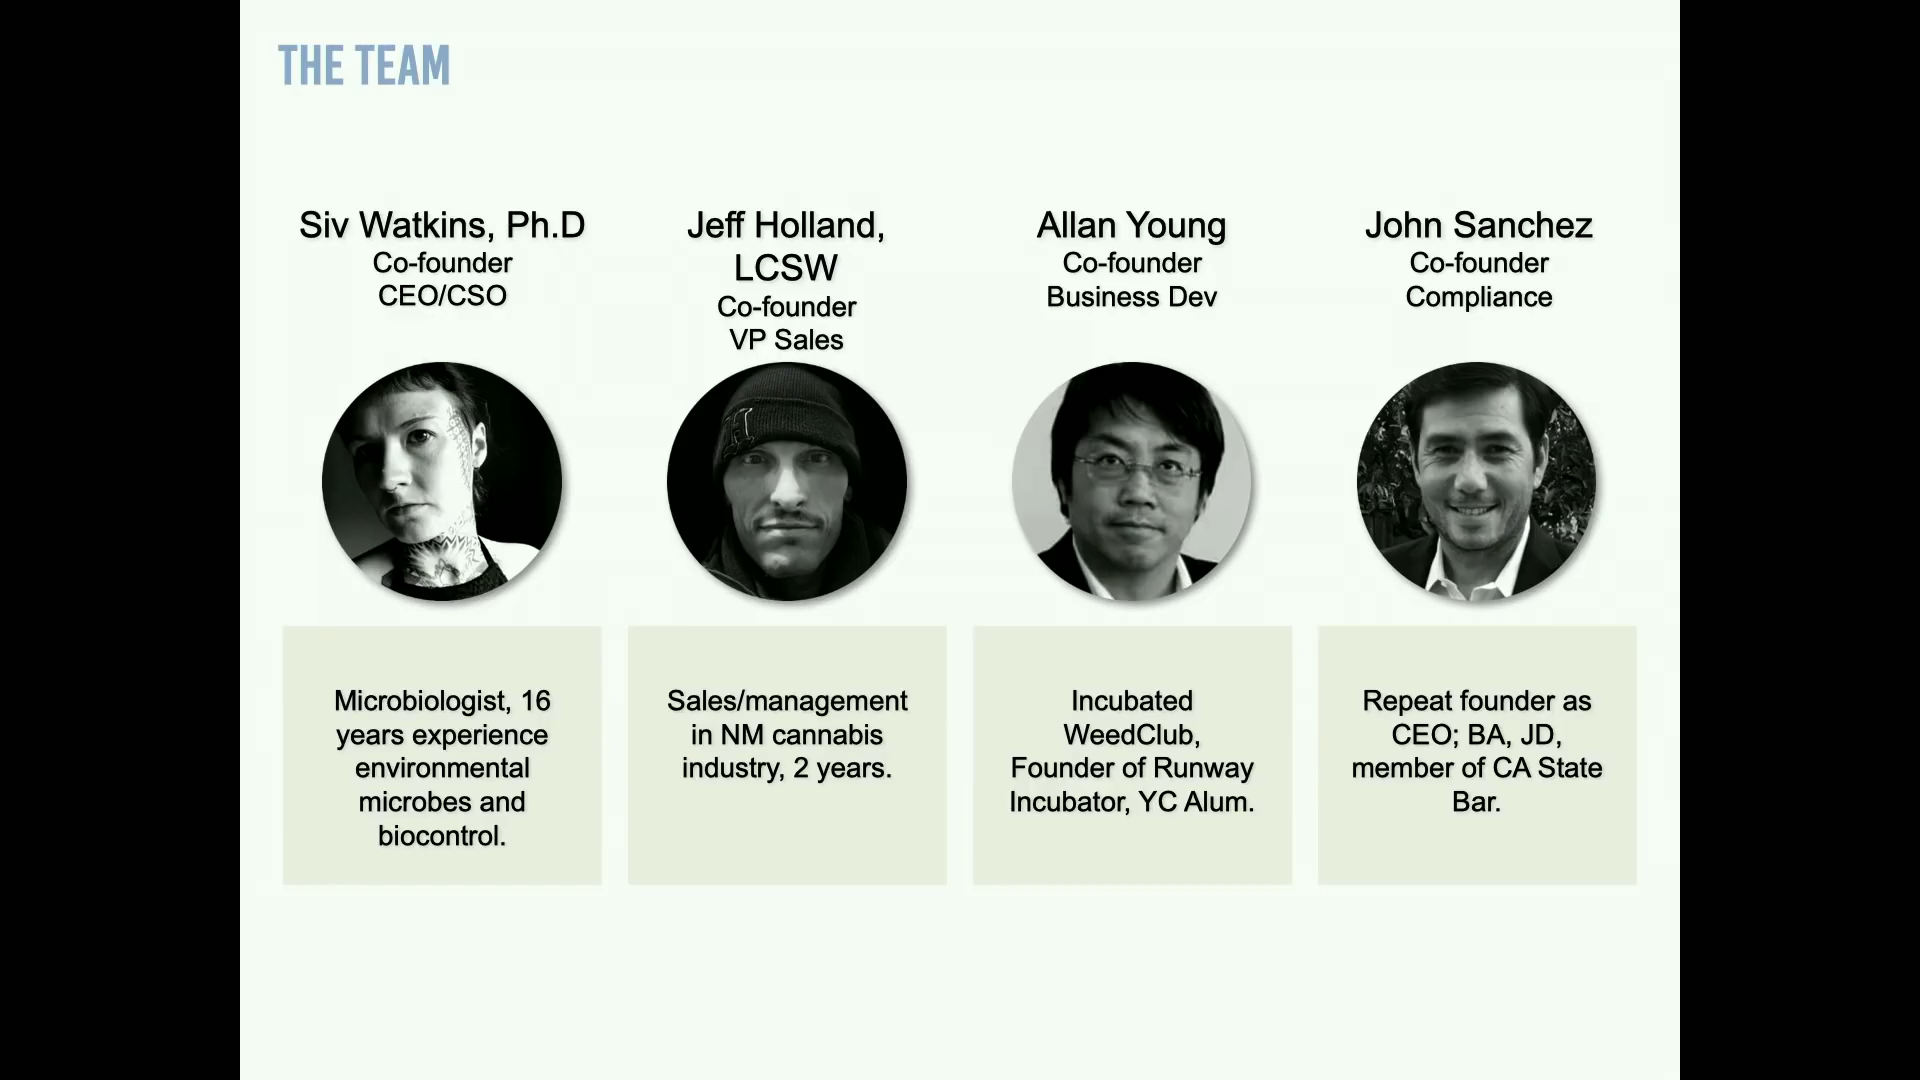 THE TEAM
Siv Watkins, Ph.D
Co-founder
CEO/CSO
Jeff Holland,
LCSW
Co-founder
VP Sales
Allan Young
Co-founder
Business Dev
John Sanchez
Co-founder
Compliance
Microbiologist, 16
years experience
environmental
microbes and
biocontrol.
Sales/management
in NM cannabis
industry, 2 years.
Incubated
WeedClub,
Founder of Runway
Incubator, YC Alum.
Repeat founder as
CEO; BA, JD,
member of CA State
Bar.